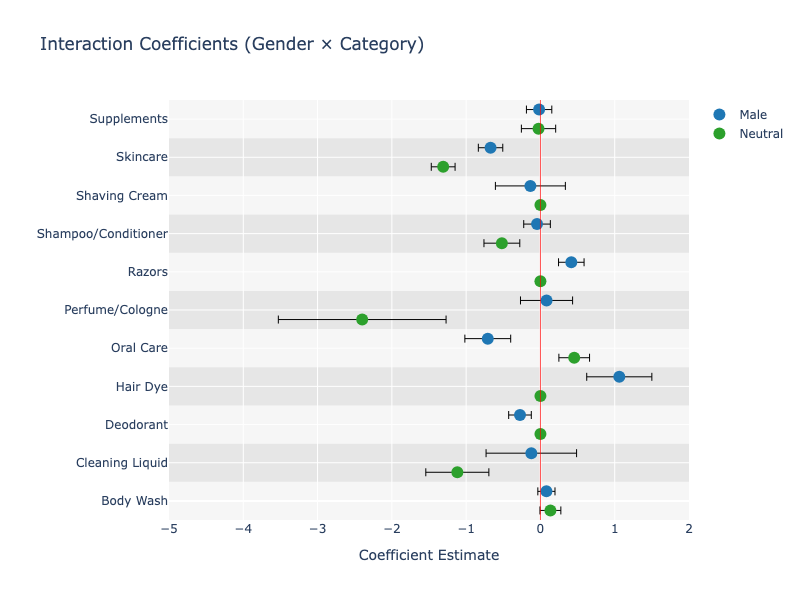 Interaction Coefficients (Gender × Category)
Male
Neutral
Supplements
Skincare
Shaving Cream
Shampoo/Conditioner
Razors
Perfume/Cologne
Oral Care
Hair Dye
Deodorant
Cleaning Liquid
Body Wash
−5 −4 −3 −2 −1 0 1 2
Coefficient Estimate